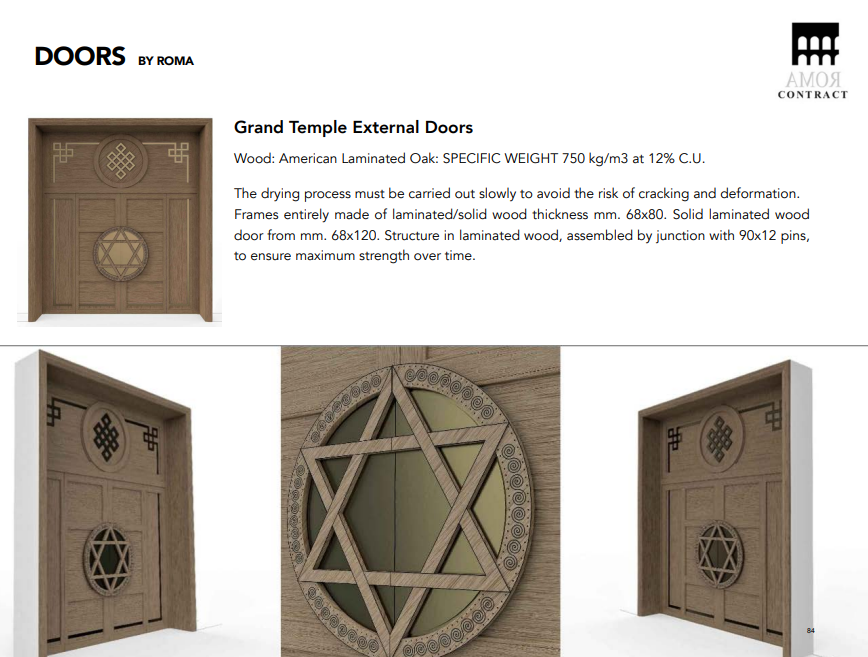 DOORS BY ROMA
AMOЯ
CONTRACT
Grand Temple External Doors
Wood: American Laminated Oak: SPECIFIC WEIGHT 750 kg/m3 at 12% C.U.
The drying process must be carried out slowly to avoid the risk of cracking and deformation.
Frames entirely made of laminated/solid wood thickness mm. 68x80. Solid laminated wood
door from mm. 68x120. Structure in laminated wood, assembled by junction with 90x12 pins,
to ensure maximum strength over time.
84